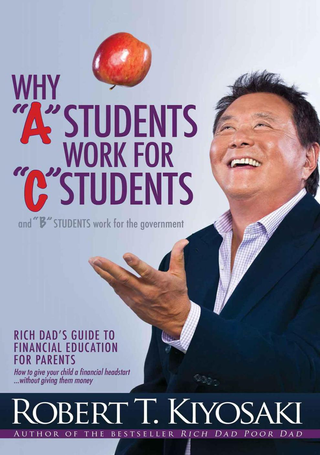 WHY
"A" STUDENTS
WORK FOR
"C" STUDENTS
and "B" STUDENTS work for the government
RICH DAD'S GUIDE TO
FINANCIAL EDUCATION
FOR PARENTS
How to give your child a financial headstart
...without giving them money
ROBERT T. KIYOSAKI
AUTHOR OF THE BESTSELLER RICH DAD POOR DAD